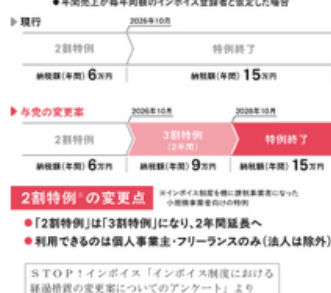 ●年間売上が毎年同額のインボイス登録者と仮定した場合
▶現行
2026年10月
2割特例
特例終了
納税額(年間)6万円
納税額(年間)15万円
▶与党の変更案
2026年10月
2028年10月
2割特例
3割特例
(2年間)
特例終了
納税額(年間)6万円
納税額(年間)9万円
納税額(年間)15万円
2割特例※の変更点
※インボイス制度を機に課税事業者になった
小規模事業者向けの特例
●「2割特例」は「3割特例」になり、2年間延長へ
●利用できるのは個人事業主・フリーランスのみ(法人は除外)
STOP!インボイス「インボイス制度における
経過措置の変更案についてのアンケート」より